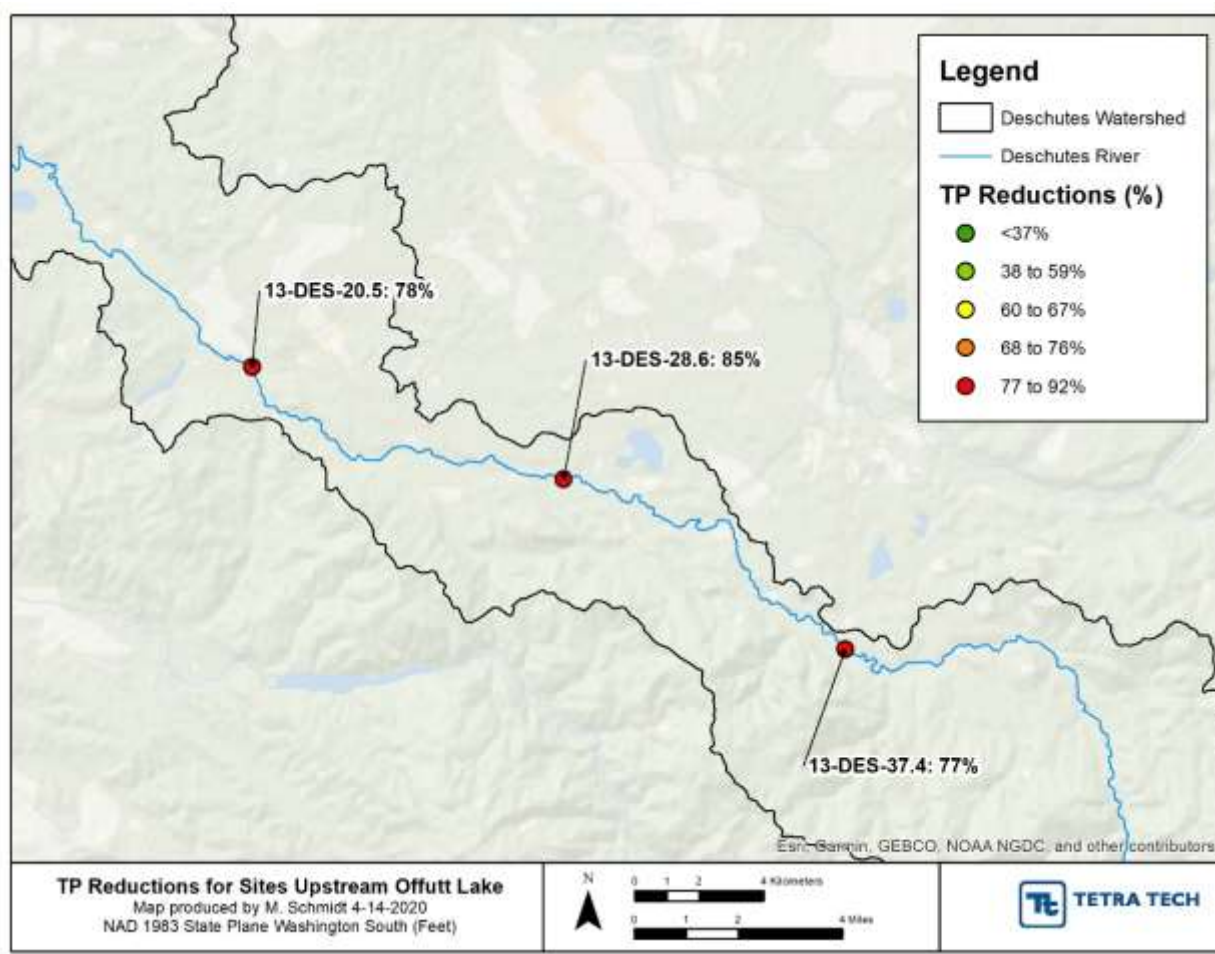 Legend
Deschutes Watershed
Deschutes River
TP Reductions (%)
<37%
38 to 59%
60 to 67%
68 to 76%
77 to 92%
13-DES-20.5: 78%
13-DES-28.6: 85%
13-DES-37.4: 77%
Esri, Garmin, GEBCO, NOAA NGDC, and other contributors
TP Reductions for Sites Upstream Offutt Lake
Map produced by M. Schmidt 4-14-2020
NAD 1983 State Plane Washington South (Feet)
N
0 1 2 4 Kilometers
0 1 2 4 Miles
Tt TETRA TECH